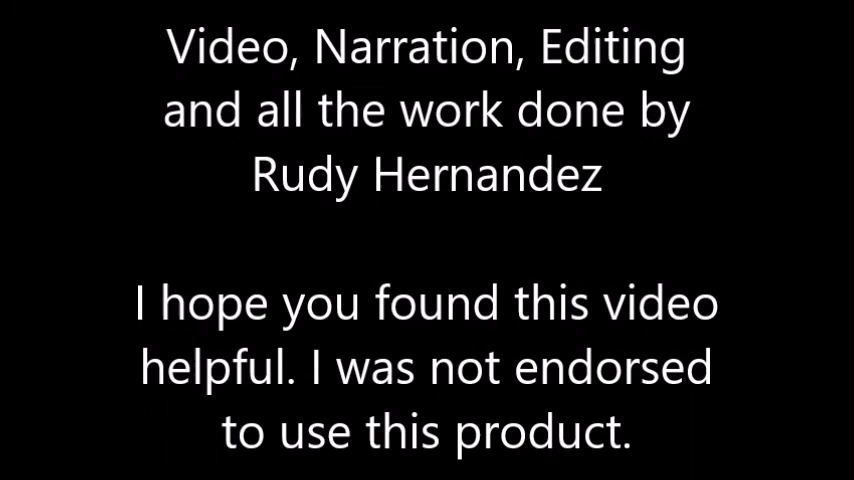 Video, Narration, Editing
and all the work done by
Rudy Hernandez
I hope you found this video
helpful. I was not endorsed
to use this product.